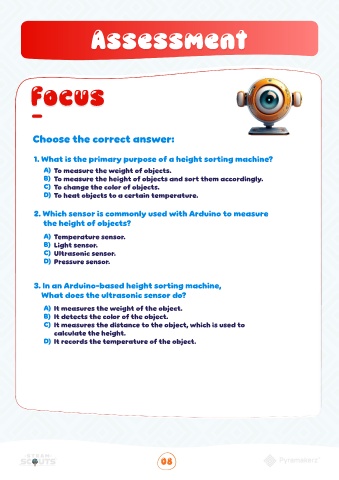 Assessment
Focus
Choose the correct answer:
1. What is the primary purpose of a height sorting machine?
A) To measure the weight of objects.
B) To measure the height of objects and sort them accordingly.
C) To change the color of objects.
D) To heat objects to a certain temperature.
2. Which sensor is commonly used with Arduino to measure
the height of objects?
A) Temperature sensor.
B) Light sensor.
C) Ultrasonic sensor.
D) Pressure sensor.
3. In an Arduino-based height sorting machine,
What does the ultrasonic sensor do?
A) It measures the weight of the object.
B) It detects the color of the object.
C) It measures the distance to the object, which is used to
calculate the height.
D) It records the temperature of the object.
SCOUTS
08